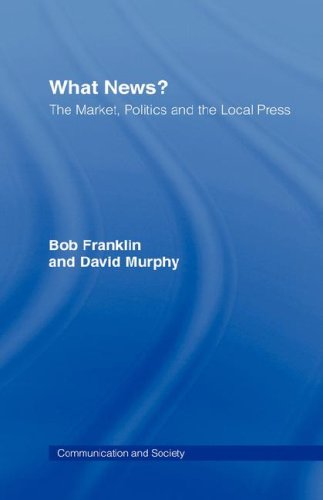 What News?
The Market, Politics and the Local Press
Bob Franklin
and David Murphy
Communication and Society